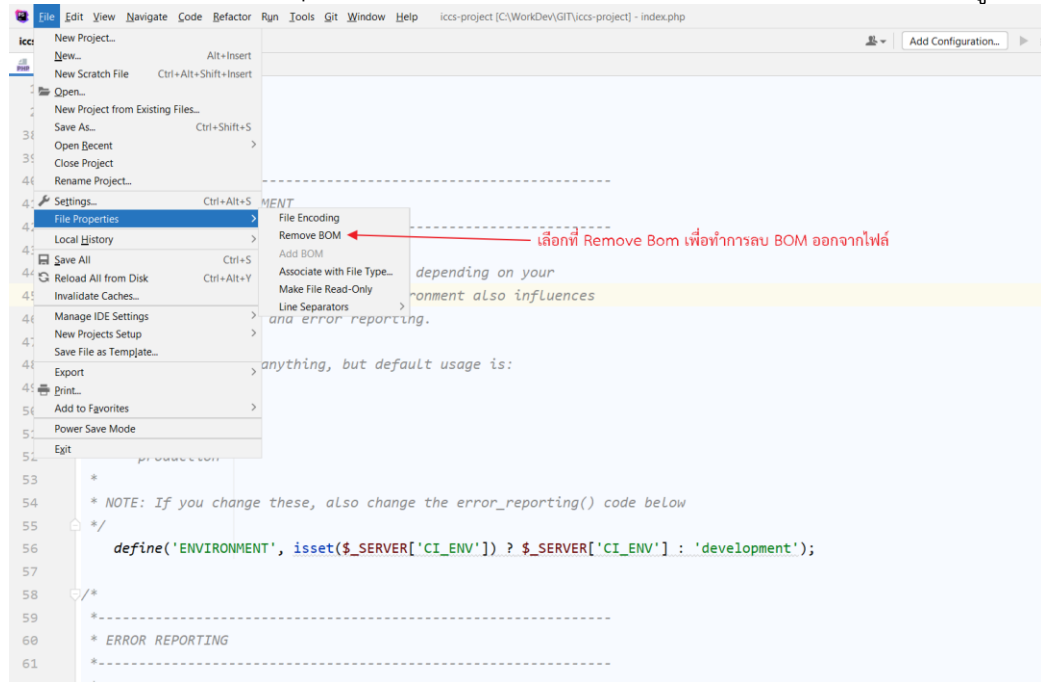 File Edit View Navigate Code Refactor Run Tools Git Window Help iccs-project [C:\WorkDev\GIT\iccs-project] - index.php
Add Configuration...
New Project...
New... Alt+Insert
New Scratch File Ctrl+Alt+Shift+Insert
Open...
New Project from Existing Files...
Save As... Ctrl+Shift+S
Open Recent
Close Project
Rename Project...
Settings... Ctrl+Alt+S
File Properties
Local History
Save All Ctrl+S
Reload All from Disk Ctrl+Alt+Y
Invalidate Caches...
Manage IDE Settings
New Projects Setup
Save File as Template...
Export
Print...
Add to Favorites
Power Save Mode
Exit
File Encoding
Remove BOM
Add BOM
Associate with File Type...
Make File Read-Only
Line Separators
เลือกที่ Remove Bom เพื่อทำการลบ BOM ออกจากไฟล์
depending on your
also influences
and error reporting.
anything, but default usage is:
53 *
54 * NOTE: If you change these, also change the error_reporting() code below
55 */
56 define('ENVIRONMENT', isset($_SERVER['CI_ENV']) ? $_SERVER['CI_ENV'] : 'development');
57
58 /*
59 *---------------------------------------------------------------
60 * ERROR REPORTING
61 *---------------------------------------------------------------